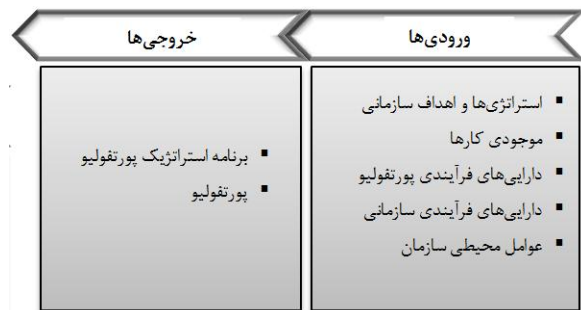 ورودی‌ها
استراتژی‌ها و اهداف سازمانی
موجودی کارها
دارایی‌های فرآیندی پورتفولیو
دارایی‌های فرآیندی سازمانی
عوامل محیطی سازمان
خروجی‌ها
برنامه استراتژیک پورتفولیو
پورتفولیو